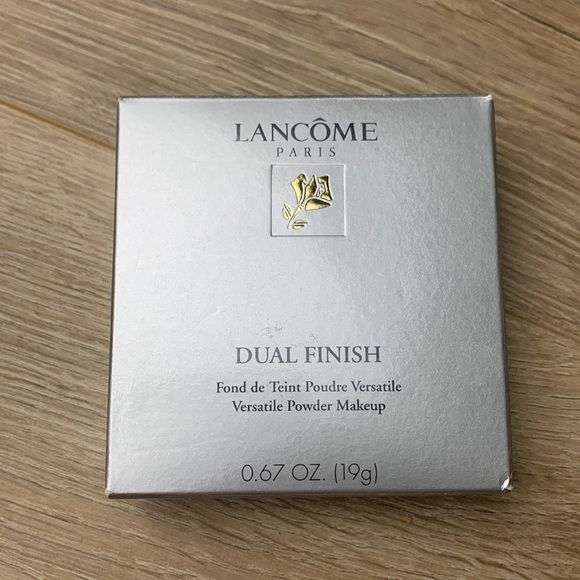 LANCÔME
PARIS
DUAL FINISH
Fond de Teint Poudre Versatile
Versatile Powder Makeup
0.67 OZ. (19g)